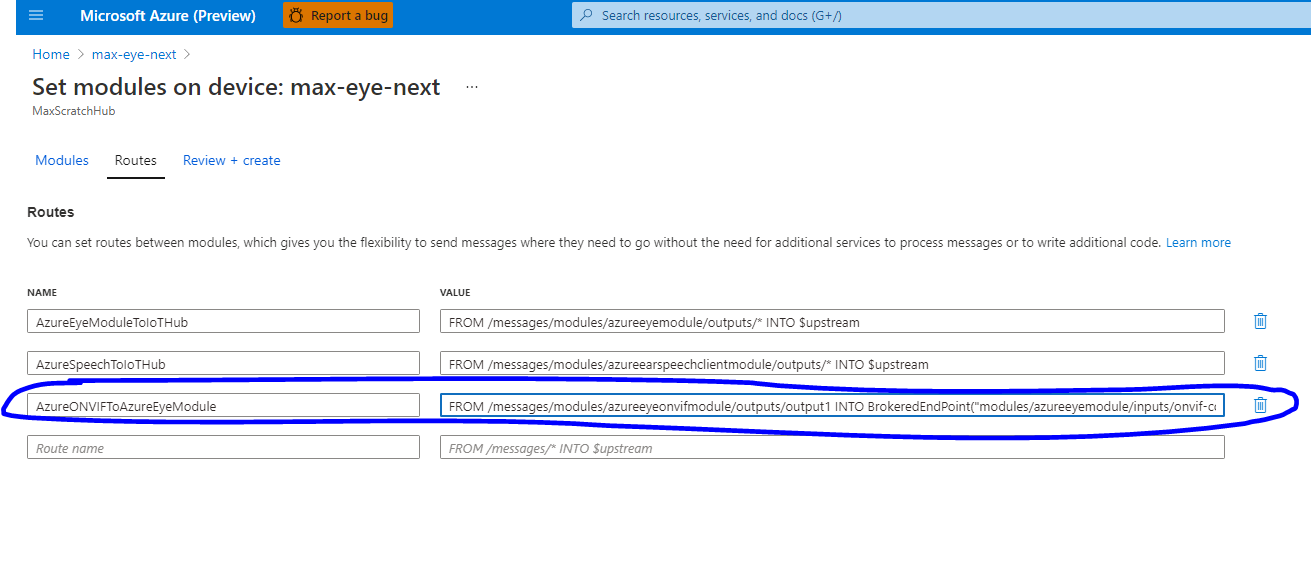 Microsoft Azure (Preview)
Report a bug
Search resources, services, and docs (G+/)
Home > max-eye-next >
Set modules on device: max-eye-next ...
MaxScratchHub
Modules Routes Review + create
Routes
You can set routes between modules, which gives you the flexibility to send messages where they need to go without the need for additional services to process messages or to write additional code. Learn more
NAME VALUE
AzureEyeModuleToIoTHub FROM /messages/modules/azureeyemodule/outputs/* INTO $upstream
AzureSpeechToIoTHub FROM /messages/modules/azureearspeechclientmodule/outputs/* INTO $upstream
AzureONVIFToAzureEyeModule FROM /messages/modules/azureeyeonvifmodule/outputs/output1 INTO BrokeredEndPoint("modules/azureeyemodule/inputs/onvif-co
Route name FROM /messages/* INTO $upstream